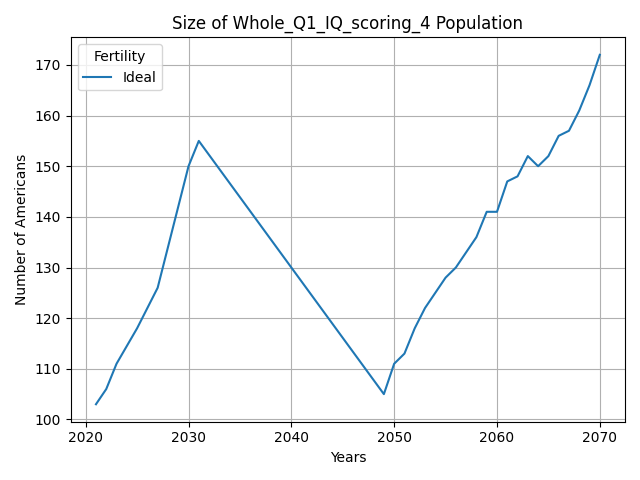 Size of Whole_Q1_IQ_scoring_4 Population
Fertility
Ideal
Number of Americans
170
160
150
140
130
120
110
100
2020 2030 2040 2050 2060 2070
Years